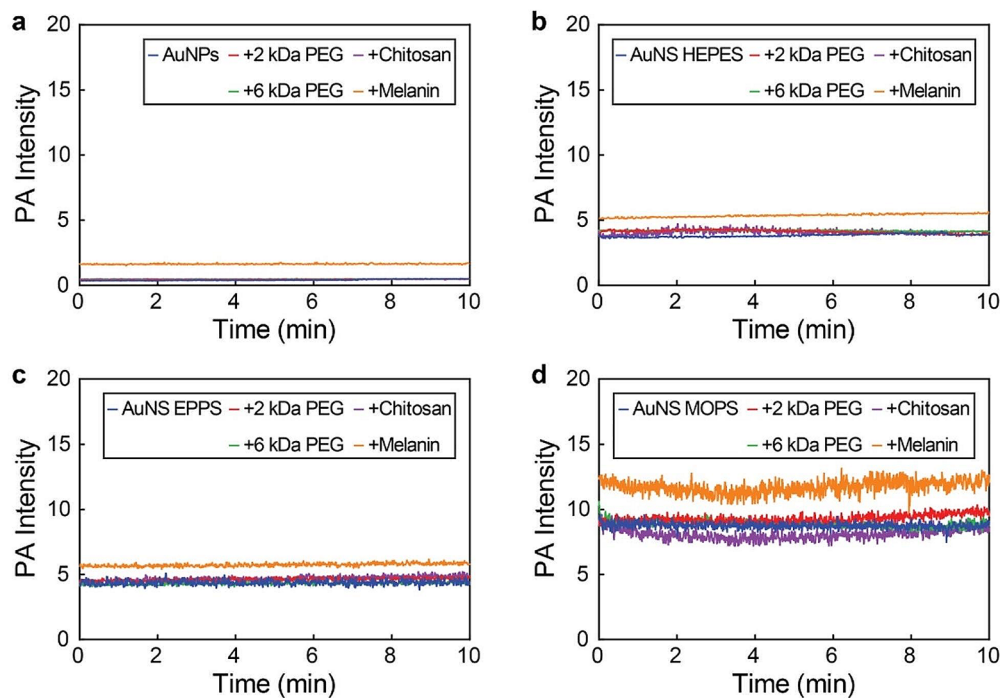 a
20
15
10
5
0
PA Intensity
AuNPs +2 kDa PEG +Chitosan
+6 kDa PEG +Melanin
0 2 4 6 8 10
Time (min)
b
20
15
10
5
0
PA Intensity
AuNS HEPES +2 kDa PEG +Chitosan
+6 kDa PEG +Melanin
0 2 4 6 8 10
Time (min)
c
20
15
10
5
0
PA Intensity
AuNS EPPS +2 kDa PEG +Chitosan
+6 kDa PEG +Melanin
0 2 4 6 8 10
Time (min)
d
20
15
10
5
0
PA Intensity
AuNS MOPS +2 kDa PEG +Chitosan
+6 kDa PEG +Melanin
0 2 4 6 8 10
Time (min)